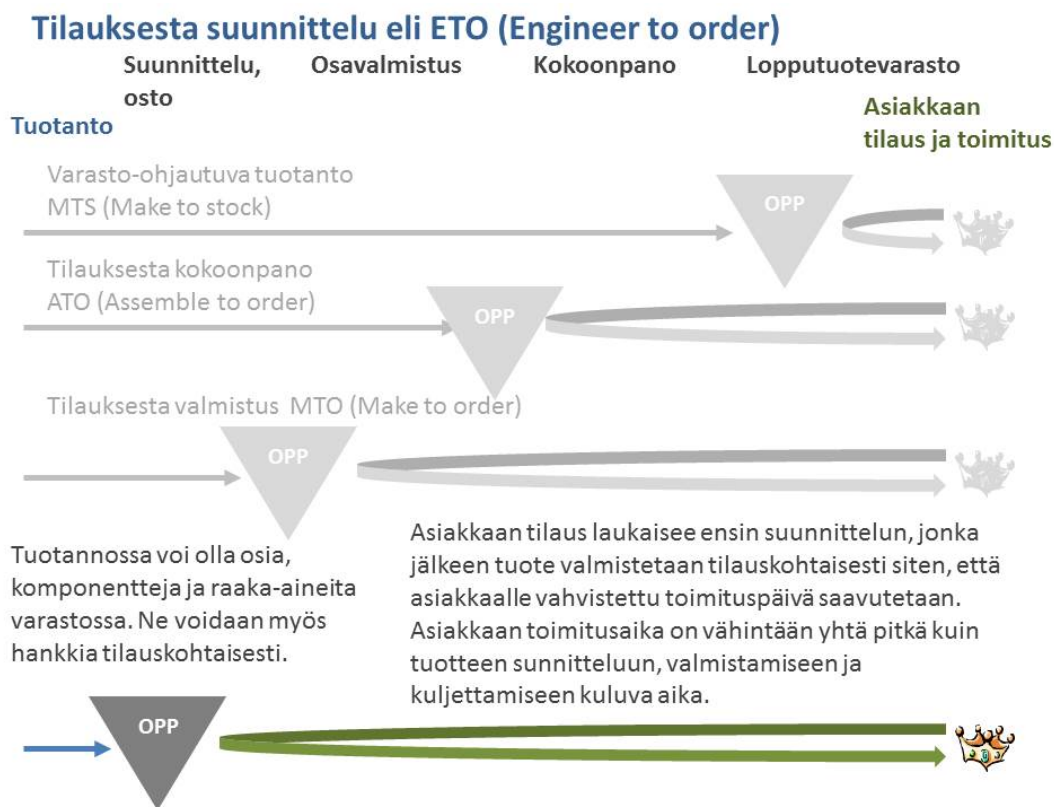 Tilauksesta suunnittelu eli ETO (Engineer to order)
Suunnittelu, osto
Osavalmistus
Kokoonpano
Lopputuotevarasto
Tuotanto
Asiakkaan
tilaus ja toimitus
Varasto-ohjautuva tuotanto
MTS (Make to stock)
OPP
Tilauksesta kokoonpano
ATO (Assemble to order)
OPP
Tilauksesta valmistus MTO (Make to order)
OPP
Tuotannossa voi olla osia,
komponentteja ja raaka-aineita
varastossa. Ne voidaan myös
hankkia tilauskohtaisesti.
Asiakkaan tilaus laukaisee ensin suunnittelun, jonka
jälkeen tuote valmistetaan tilauskohtaisesti siten, että
asiakkaalle vahvistettu toimituspäivä saavutetaan.
Asiakkaan toimitusaika on vähintään yhtä pitkä kuin
tuotteen sunnitteluun, valmistamiseen ja
kuljettamiseen kuluva aika.
OPP